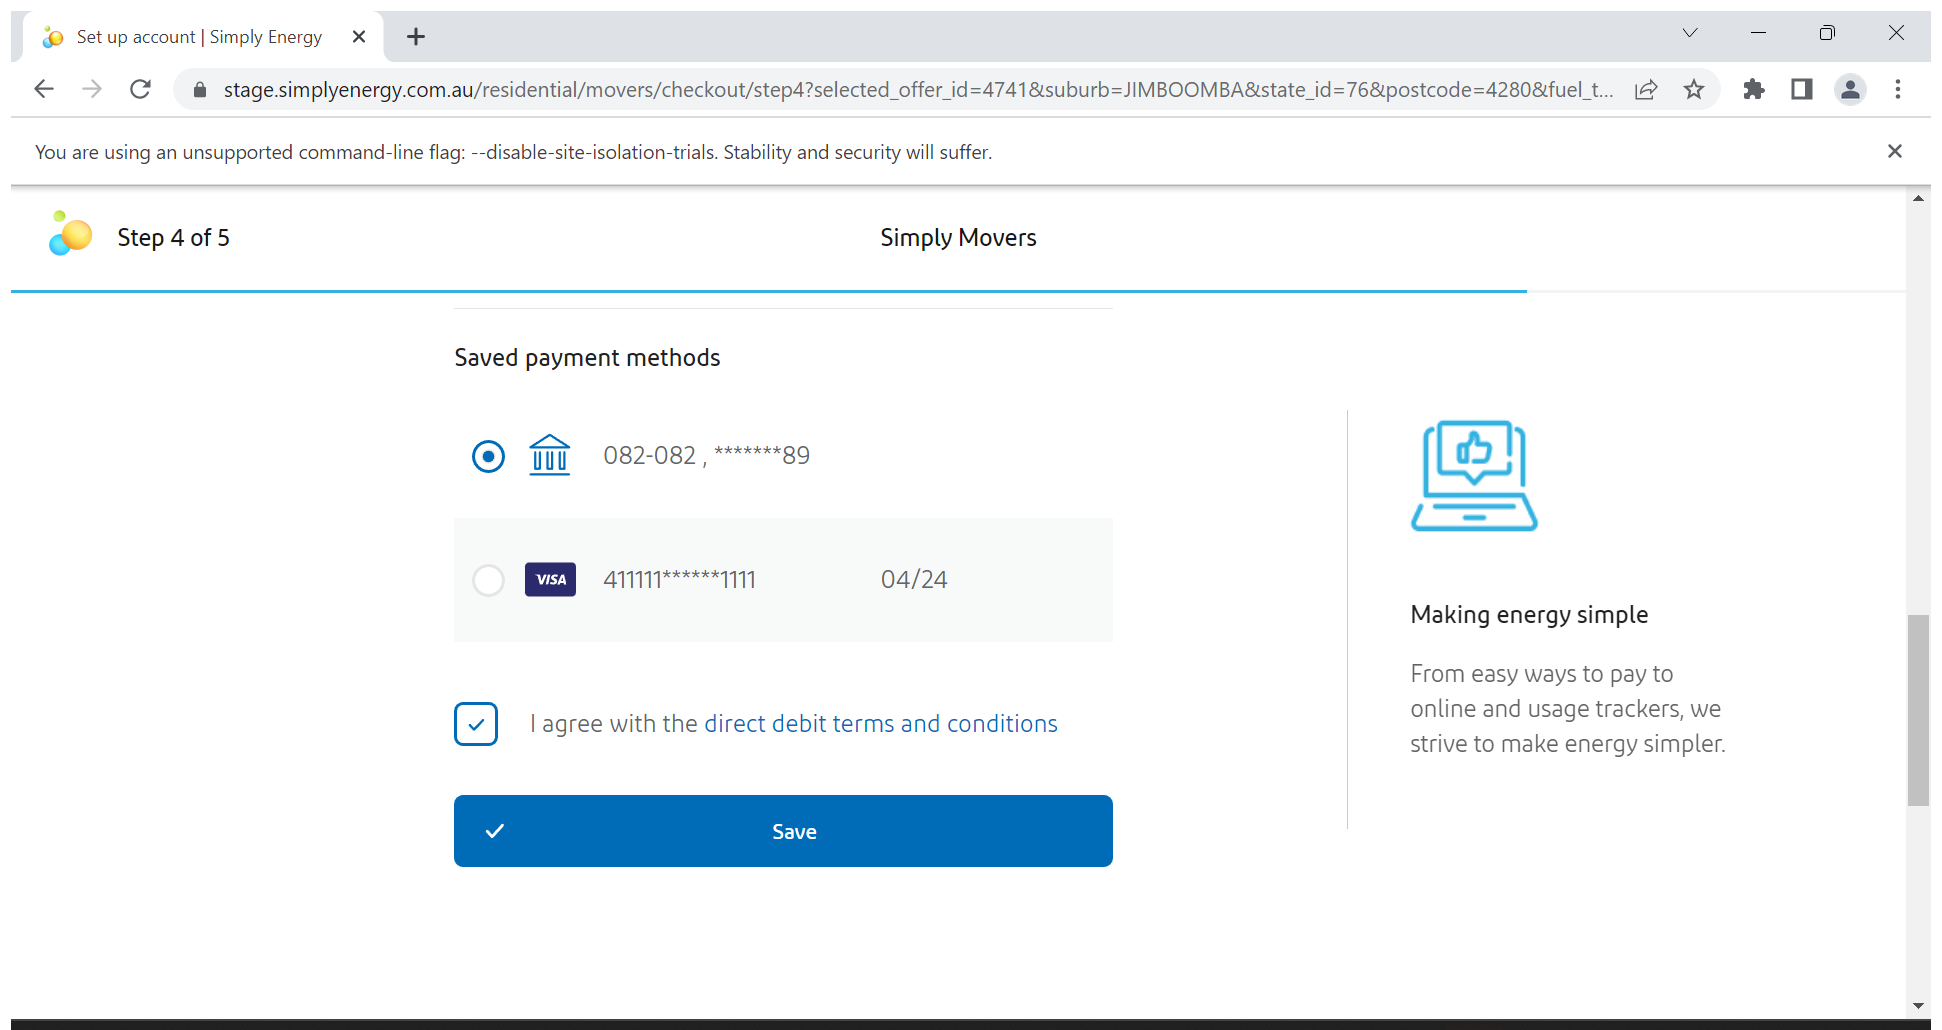 Set up account | Simply Energy
stage.simplyenergy.com.au/residential/movers/checkout/step4?selected_offer_id=4741&suburb=JIMBOOMBA&state_id=76&postcode=4280&fuel_t...
You are using an unsupported command-line flag: --disable-site-isolation-trials. Stability and security will suffer.
Step 4 of 5
Simply Movers
Saved payment methods
082-082 , *******89
VISA 411111******1111 04/24
I agree with the direct debit terms and conditions
Save
Making energy simple
From easy ways to pay to
online and usage trackers, we
strive to make energy simpler.